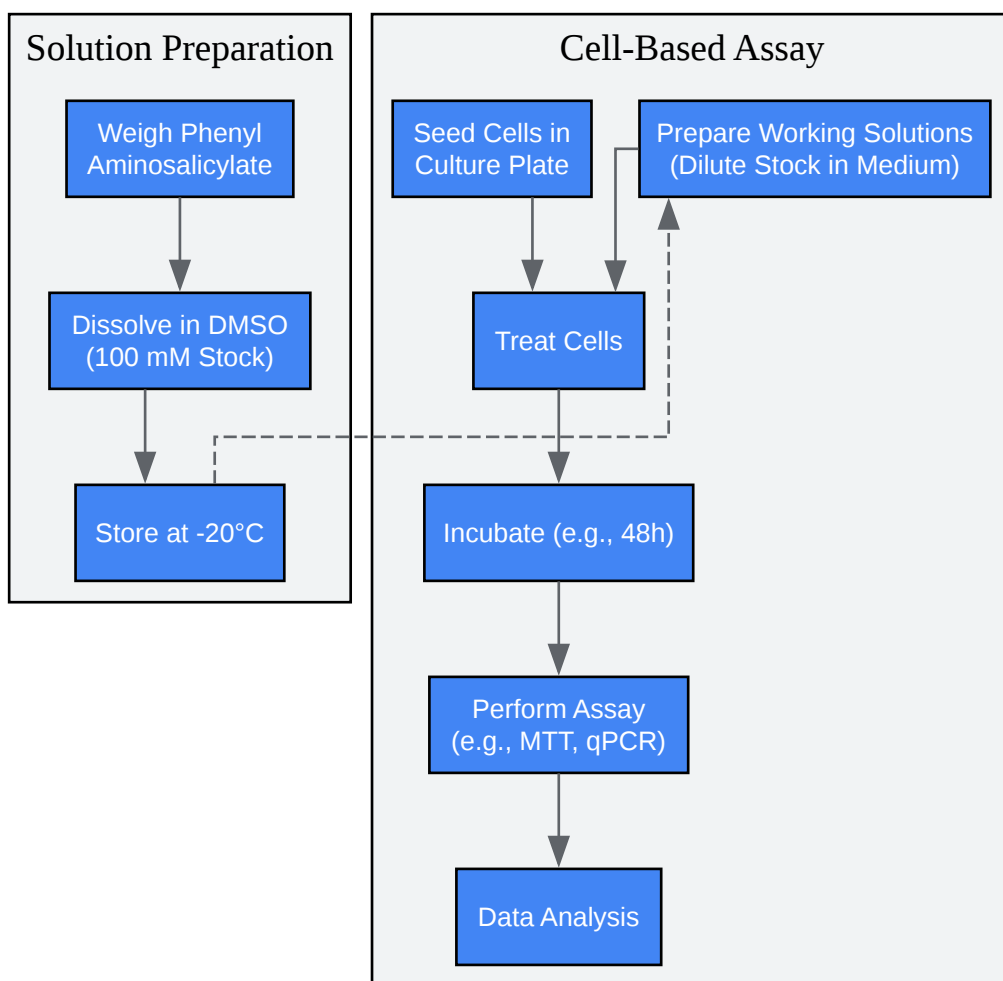 Solution Preparation
Weigh Phenyl
Aminosalicylate
Dissolve in DMSO
(100 mM Stock)
Store at -20°C
Cell-Based Assay
Seed Cells in
Culture Plate
Prepare Working Solutions
(Dilute Stock in Medium)
Treat Cells
Incubate (e.g., 48h)
Perform Assay
(e.g., MTT, qPCR)
Data Analysis